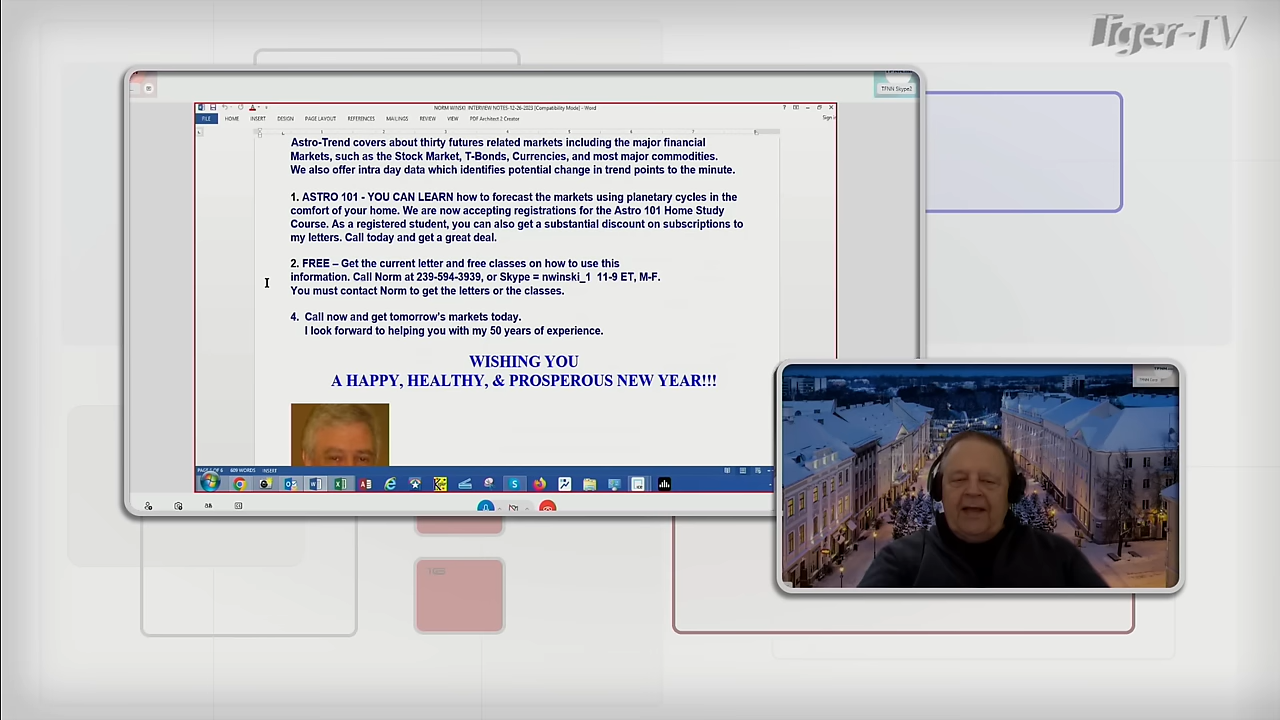 Tiger-TV
TFNN Skype2
NORM WINSKI INTERVIEW NOTES-12-26-2023 [Compatibility Mode] - Word
FILE HOME INSERT DESIGN PAGE LAYOUT REFERENCES MAILINGS REVIEW VIEW PDF Architect 2 Creator
Sign in
Astro-Trend covers about thirty futures related markets including the major financial
Markets, such as the Stock Market, T-Bonds, Currencies, and most major commodities.
We also offer intra day data which identifies potential change in trend points to the minute.
1. ASTRO 101 - YOU CAN LEARN how to forecast the markets using planetary cycles in the
comfort of your home. We are now accepting registrations for the Astro 101 Home Study
Course. As a registered student, you can also get a substantial discount on subscriptions to
my letters. Call today and get a great deal.
2. FREE – Get the current letter and free classes on how to use this
information. Call Norm at 239-594-3939, or Skype = nwinski_1 11-9 ET, M-F.
You must contact Norm to get the letters or the classes.
4. Call now and get tomorrow's markets today.
I look forward to helping you with my 50 years of experience.
WISHING YOU
A HAPPY, HEALTHY, & PROSPEROUS NEW YEAR!!!
609 WORDS INSERT